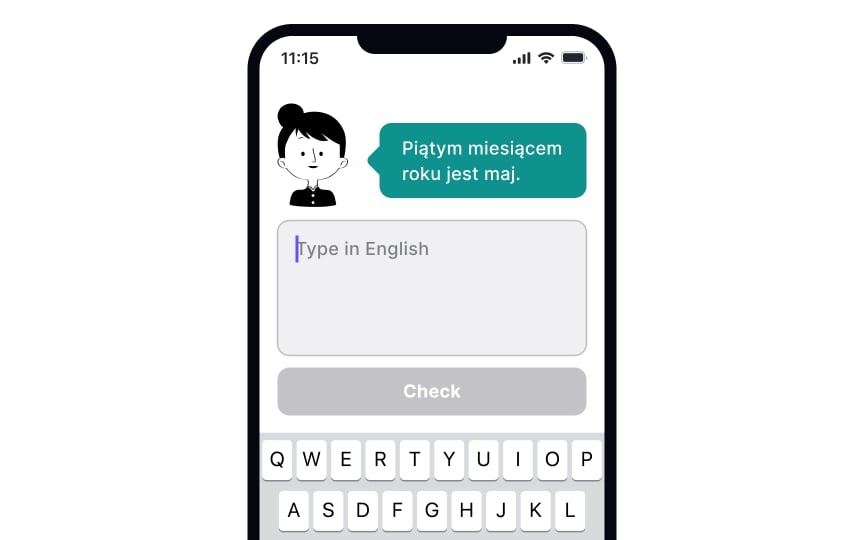 11:15
Piątym miesiącem
roku jest maj.
Type in English
Check
Q W E R T Y U I O P
A S D F G H J K L